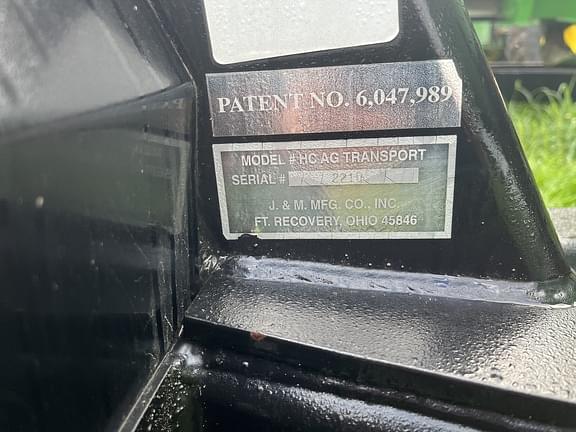 PATENT NO. 6,047,989
MODEL # HC AG TRANSPORT
SERIAL #
J. & M. MFG. CO., INC.
FT. RECOVERY, OHIO 45846